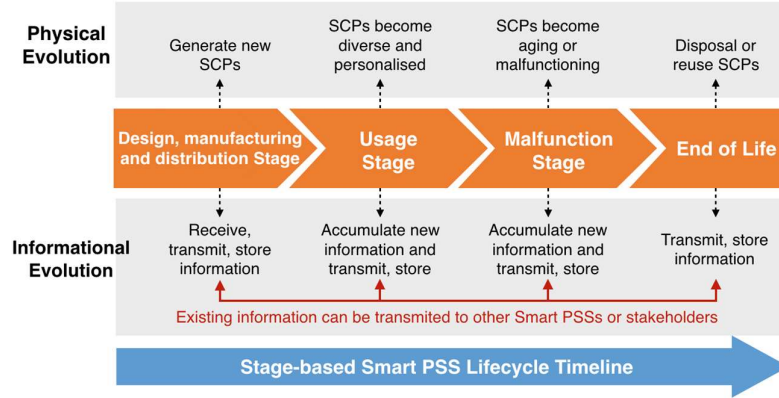 Physical
Evolution
Generate new
SCPs
SCPs become
diverse and
personalised
SCPs become
aging or
malfunctioning
Disposal or
reuse SCPs
Design, manufacturing
and distribution Stage
Usage
Stage
Malfunction
Stage
End of Life
Informational
Evolution
Receive,
transmit, store
information
Accumulate new
information and
transmit, store
Accumulate new
information and
transmit, store
Transmit, store
information
Existing information can be transmited to other Smart PSSs or stakeholders
Stage-based Smart PSS Lifecycle Timeline